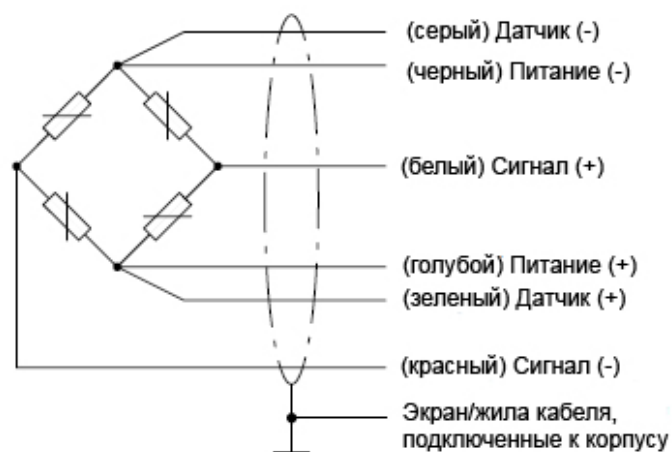 (серый) Датчик (-)
(черный) Питание (-)
(белый) Сигнал (+)
(голубой) Питание (+)
(зеленый) Датчик (+)
(красный) Сигнал (-)
Экран/жила кабеля,
подключенные к корпусу